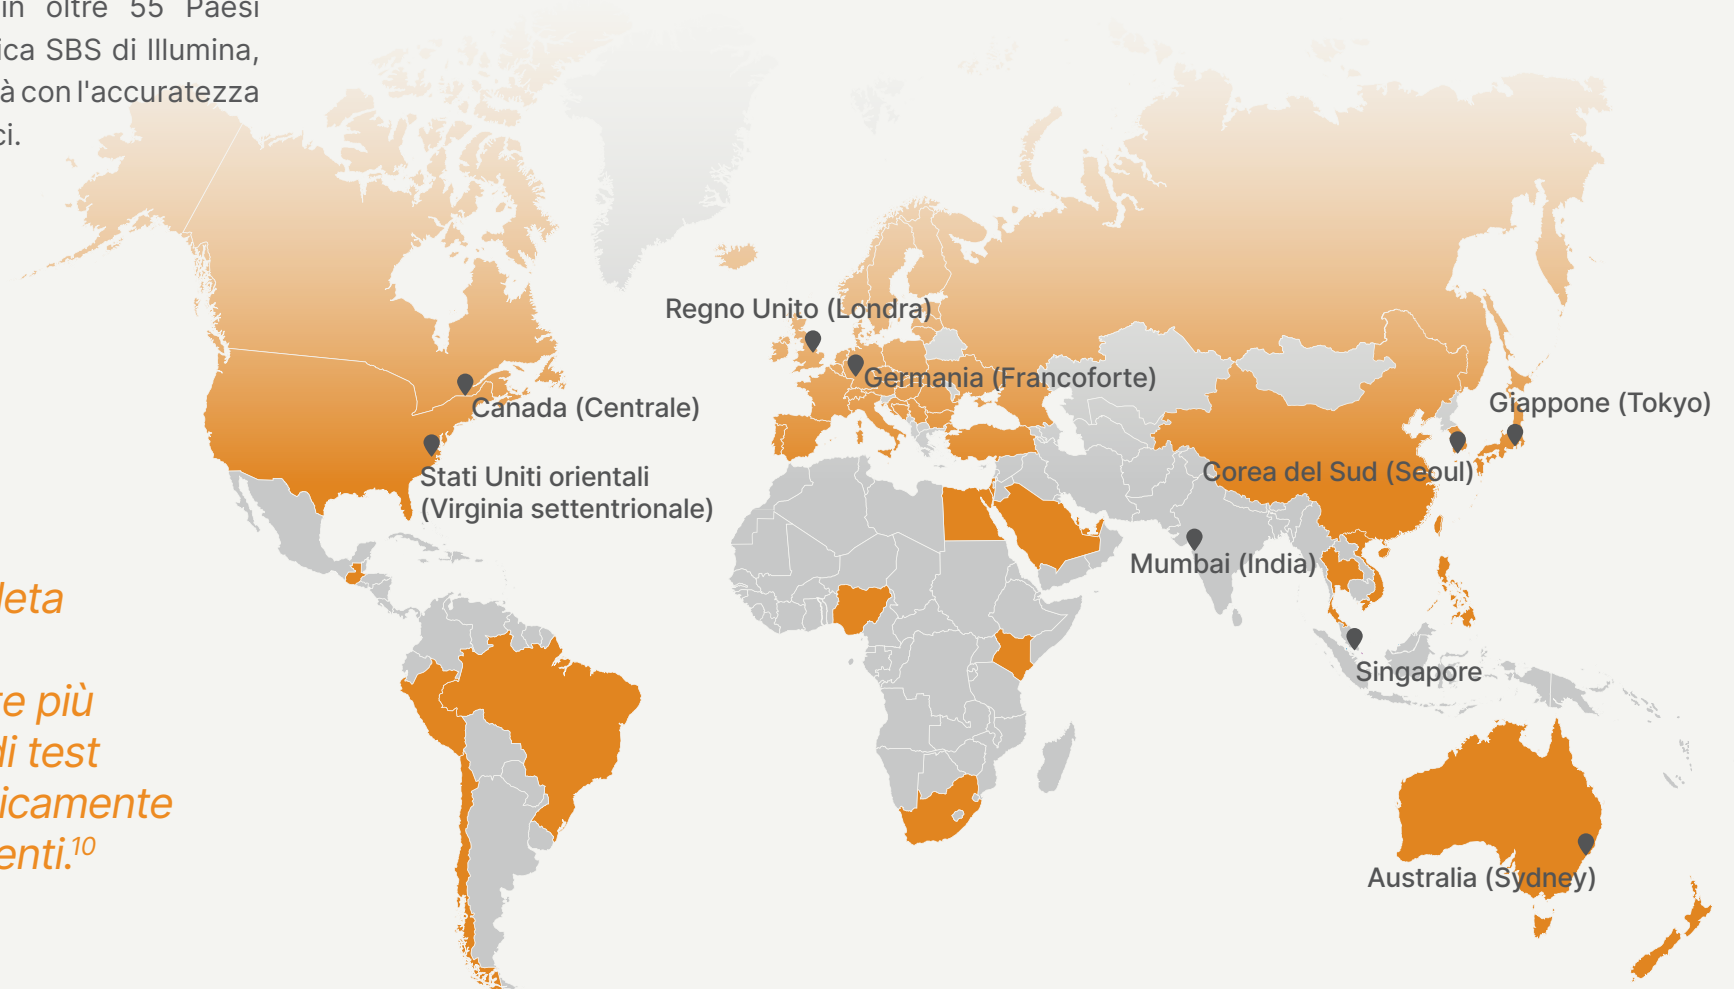 in oltre 55 Paesi
ica SBS di Illumina,
à con l'accuratezza
ci.
Regno Unito (Londra)
Germania (Francoforte)
Canada (Centrale)
Giappone (Tokyo)
Corea del Sud (Seoul)
Stati Uniti orientali
(Virginia settentrionale)
Mumbai (India)
leta
Singapore
e più
di test
icamente
enti.10
Australia (Sydney)